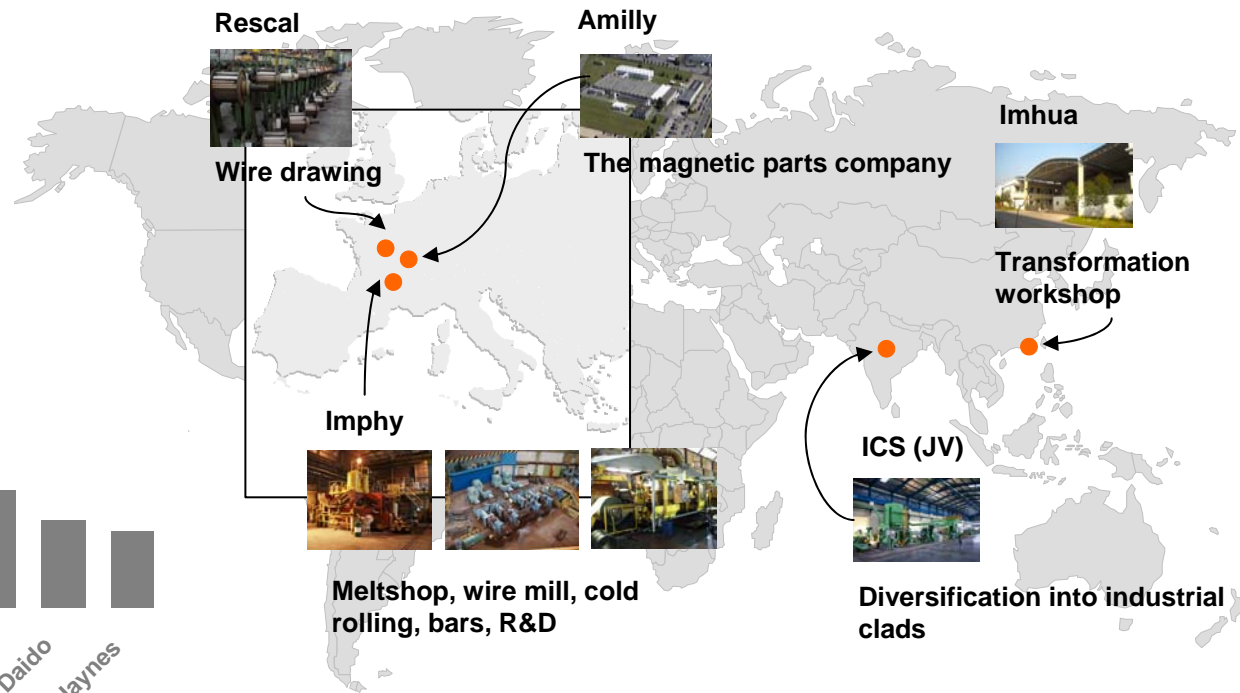 Rescal
Amilly
Imhua
Wire drawing
The magnetic parts company
Transformation
workshop
Imphy
ICS (JV)
Meltshop, wire mill, cold
rolling, bars, R&D
Diversification into industrial
clads
Daido